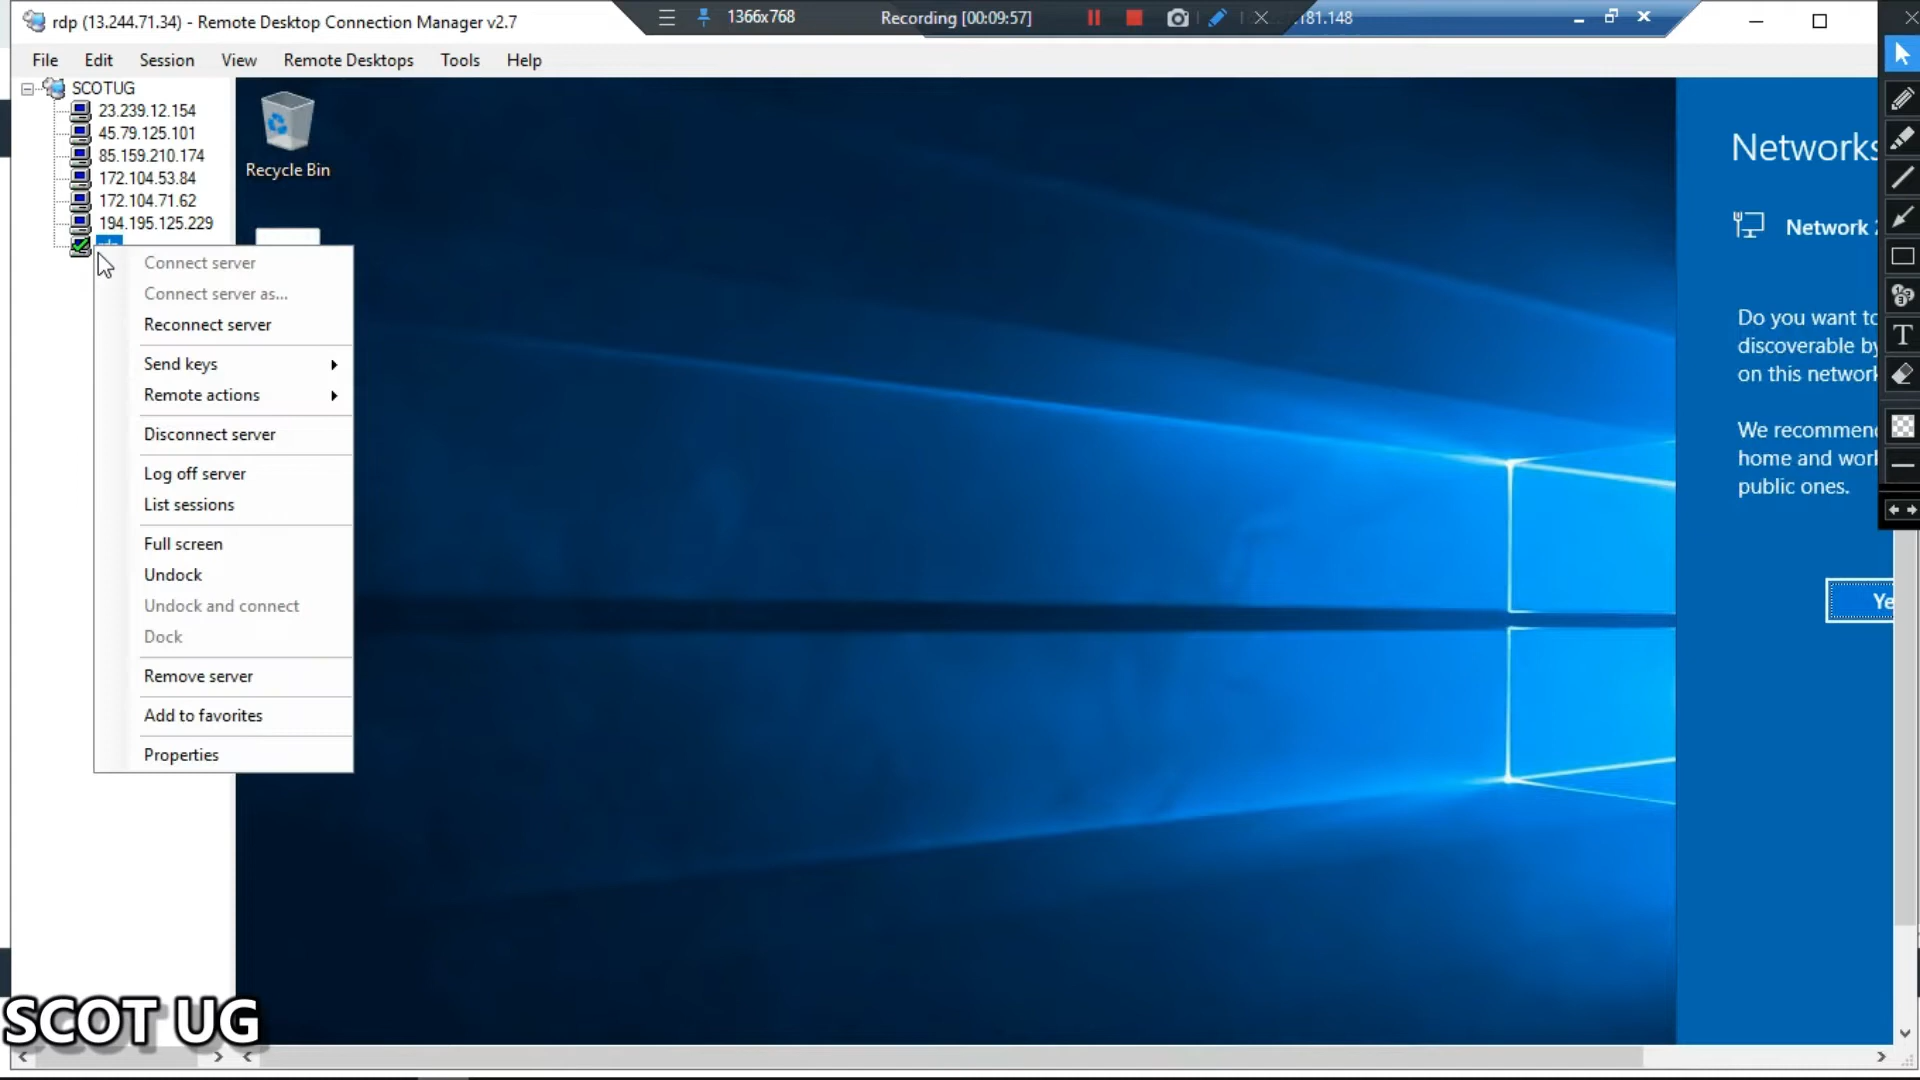 rdp (13.244.71.34) - Remote Desktop Connection Manager v2.7
1366x768
Recording [00:09:57]
181.148
File Edit Session View Remote Desktops Tools Help
SCOTUG
23.239.12.154
45.79.125.101
85.159.210.174
172.104.53.84
172.104.71.62
194.195.125.229
Recycle Bin
Connect server
Connect server as...
Reconnect server
Send keys
Remote actions
Disconnect server
Log off server
List sessions
Full screen
Undock
Undock and connect
Dock
Remove server
Add to favorites
Properties
Networks
Network
Do you want to
discoverable by
on this network
We recommend
home and work
public ones.
Ye
T
SCOT UG